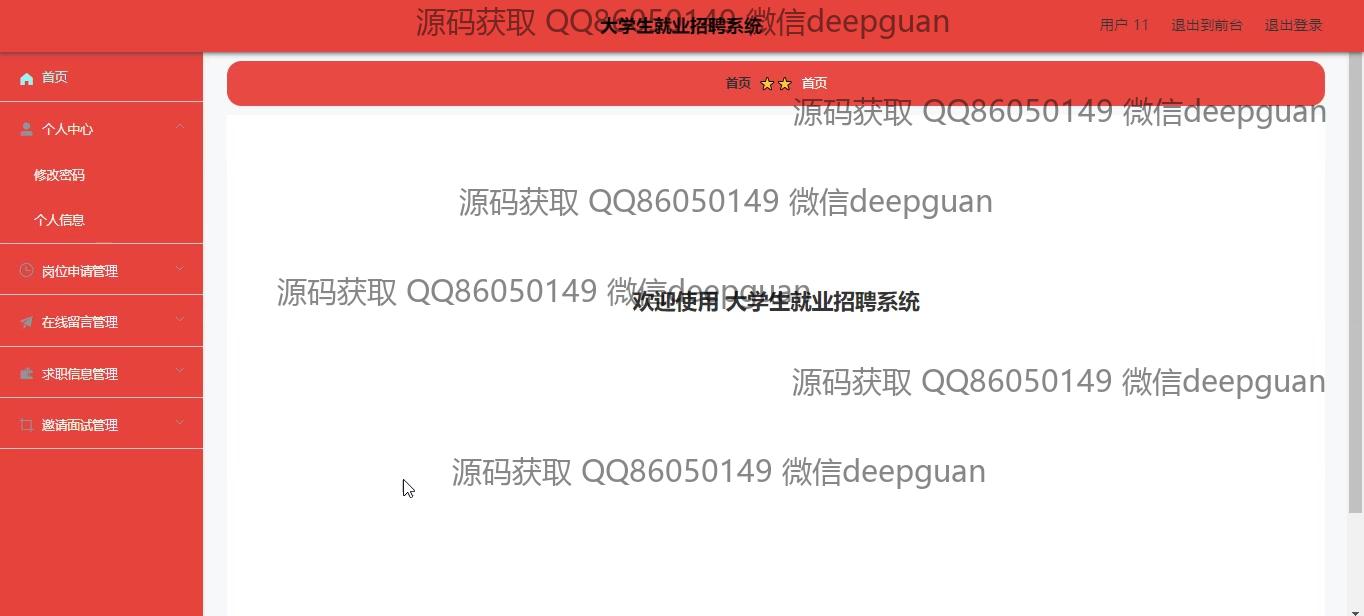 源码获取 QQ86050149 微信deepguan
大学生就业招聘系统
用户 11 退出到前台 退出登录
首页
首页 首页
源码获取 QQ86050149 微信deepguan
个人中心
修改密码
源码获取 QQ86050149 微信deepguan
个人信息
岗位申请管理
源码获取 QQ86050149 微信deepguan
欢迎使用 大学生就业招聘系统
在线留言管理
求职信息管理
源码获取 QQ86050149 微信deepguan
邀请面试管理
源码获取 QQ86050149 微信deepguan